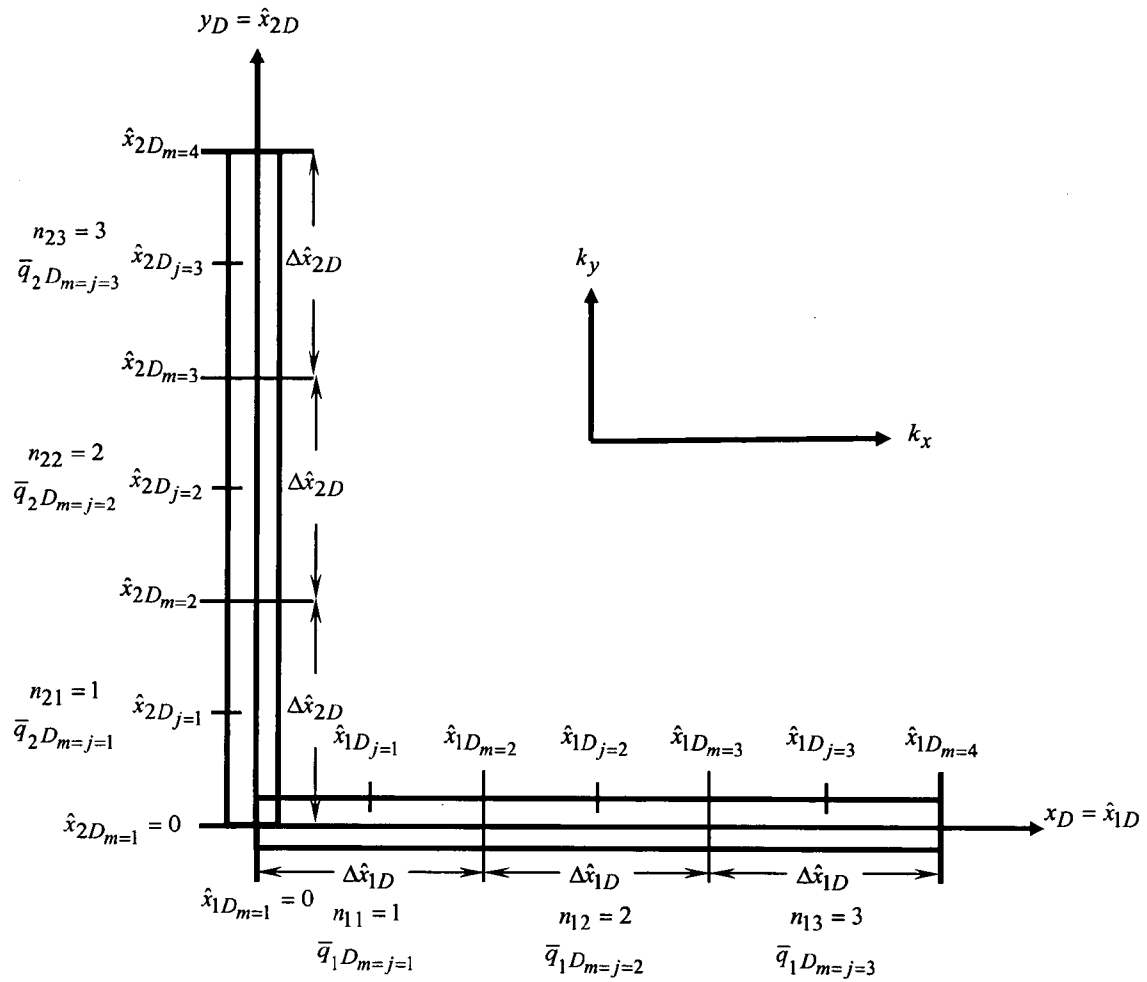 y_D = x̂_2D
x̂_2D_m=4
n_23 = 3
x̂_2D_j=3
Δx̂_2D
q̅_2D_m=j=3
k_y
x̂_2D_m=3
k_x
n_22 = 2
x̂_2D_j=2
Δx̂_2D
q̅_2D_m=j=2
x̂_2D_m=2
n_21 = 1
x̂_2D_j=1
Δx̂_2D
q̅_2D_m=j=1
x̂_1D_j=1 x̂_1D_m=2 x̂_1D_j=2 x̂_1D_m=3 x̂_1D_j=3 x̂_1D_m=4
x̂_2D_m=1 = 0
x_D = x̂_1D
Δx̂_1D Δx̂_1D Δx̂_1D
x̂_1D_m=1 = 0
n_11 = 1 n_12 = 2 n_13 = 3
q̅_1D_m=j=1 q̅_1D_m=j=2 q̅_1D_m=j=3